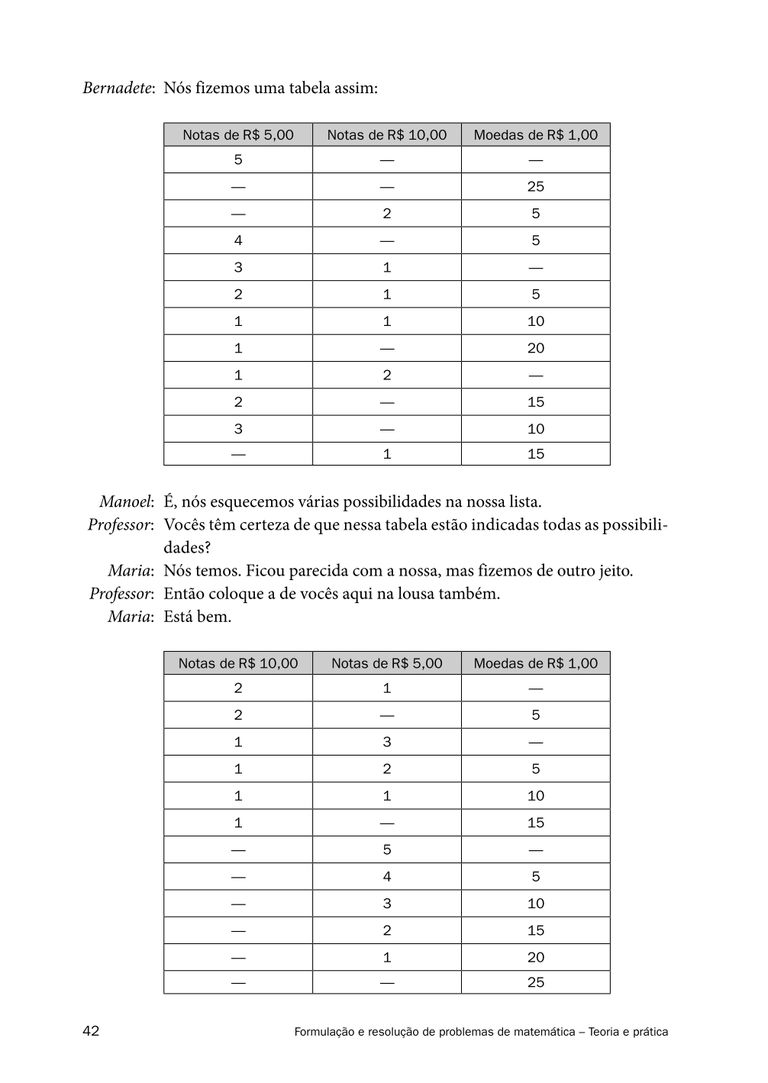 Bernadete: Nós fizemos uma tabela assim:
Notas de R$ 5,00 Notas de R$ 10,00 Moedas de R$ 1,00
5 — —
— — 25
— 2 5
4 — 5
3 1 —
2 1 5
1 1 10
1 — 20
1 2 —
2 — 15
3 — 10
— 1 15
Manoel: É, nós esquecemos várias possibilidades na nossa lista.
Professor: Vocês têm certeza de que nessa tabela estão indicadas todas as possibili-
dades?
Maria: Nós temos. Ficou parecida com a nossa, mas fizemos de outro jeito.
Professor: Então coloque a de vocês aqui na lousa também.
Maria: Está bem.
Notas de R$ 10,00 Notas de R$ 5,00 Moedas de R$ 1,00
2 1 —
2 — 5
1 3 —
1 2 5
1 1 10
1 — 15
— 5 —
— 4 5
— 3 10
— 2 15
— 1 20
— — 25
42 Formulação e resolução de problemas de matemática – Teoria e prática